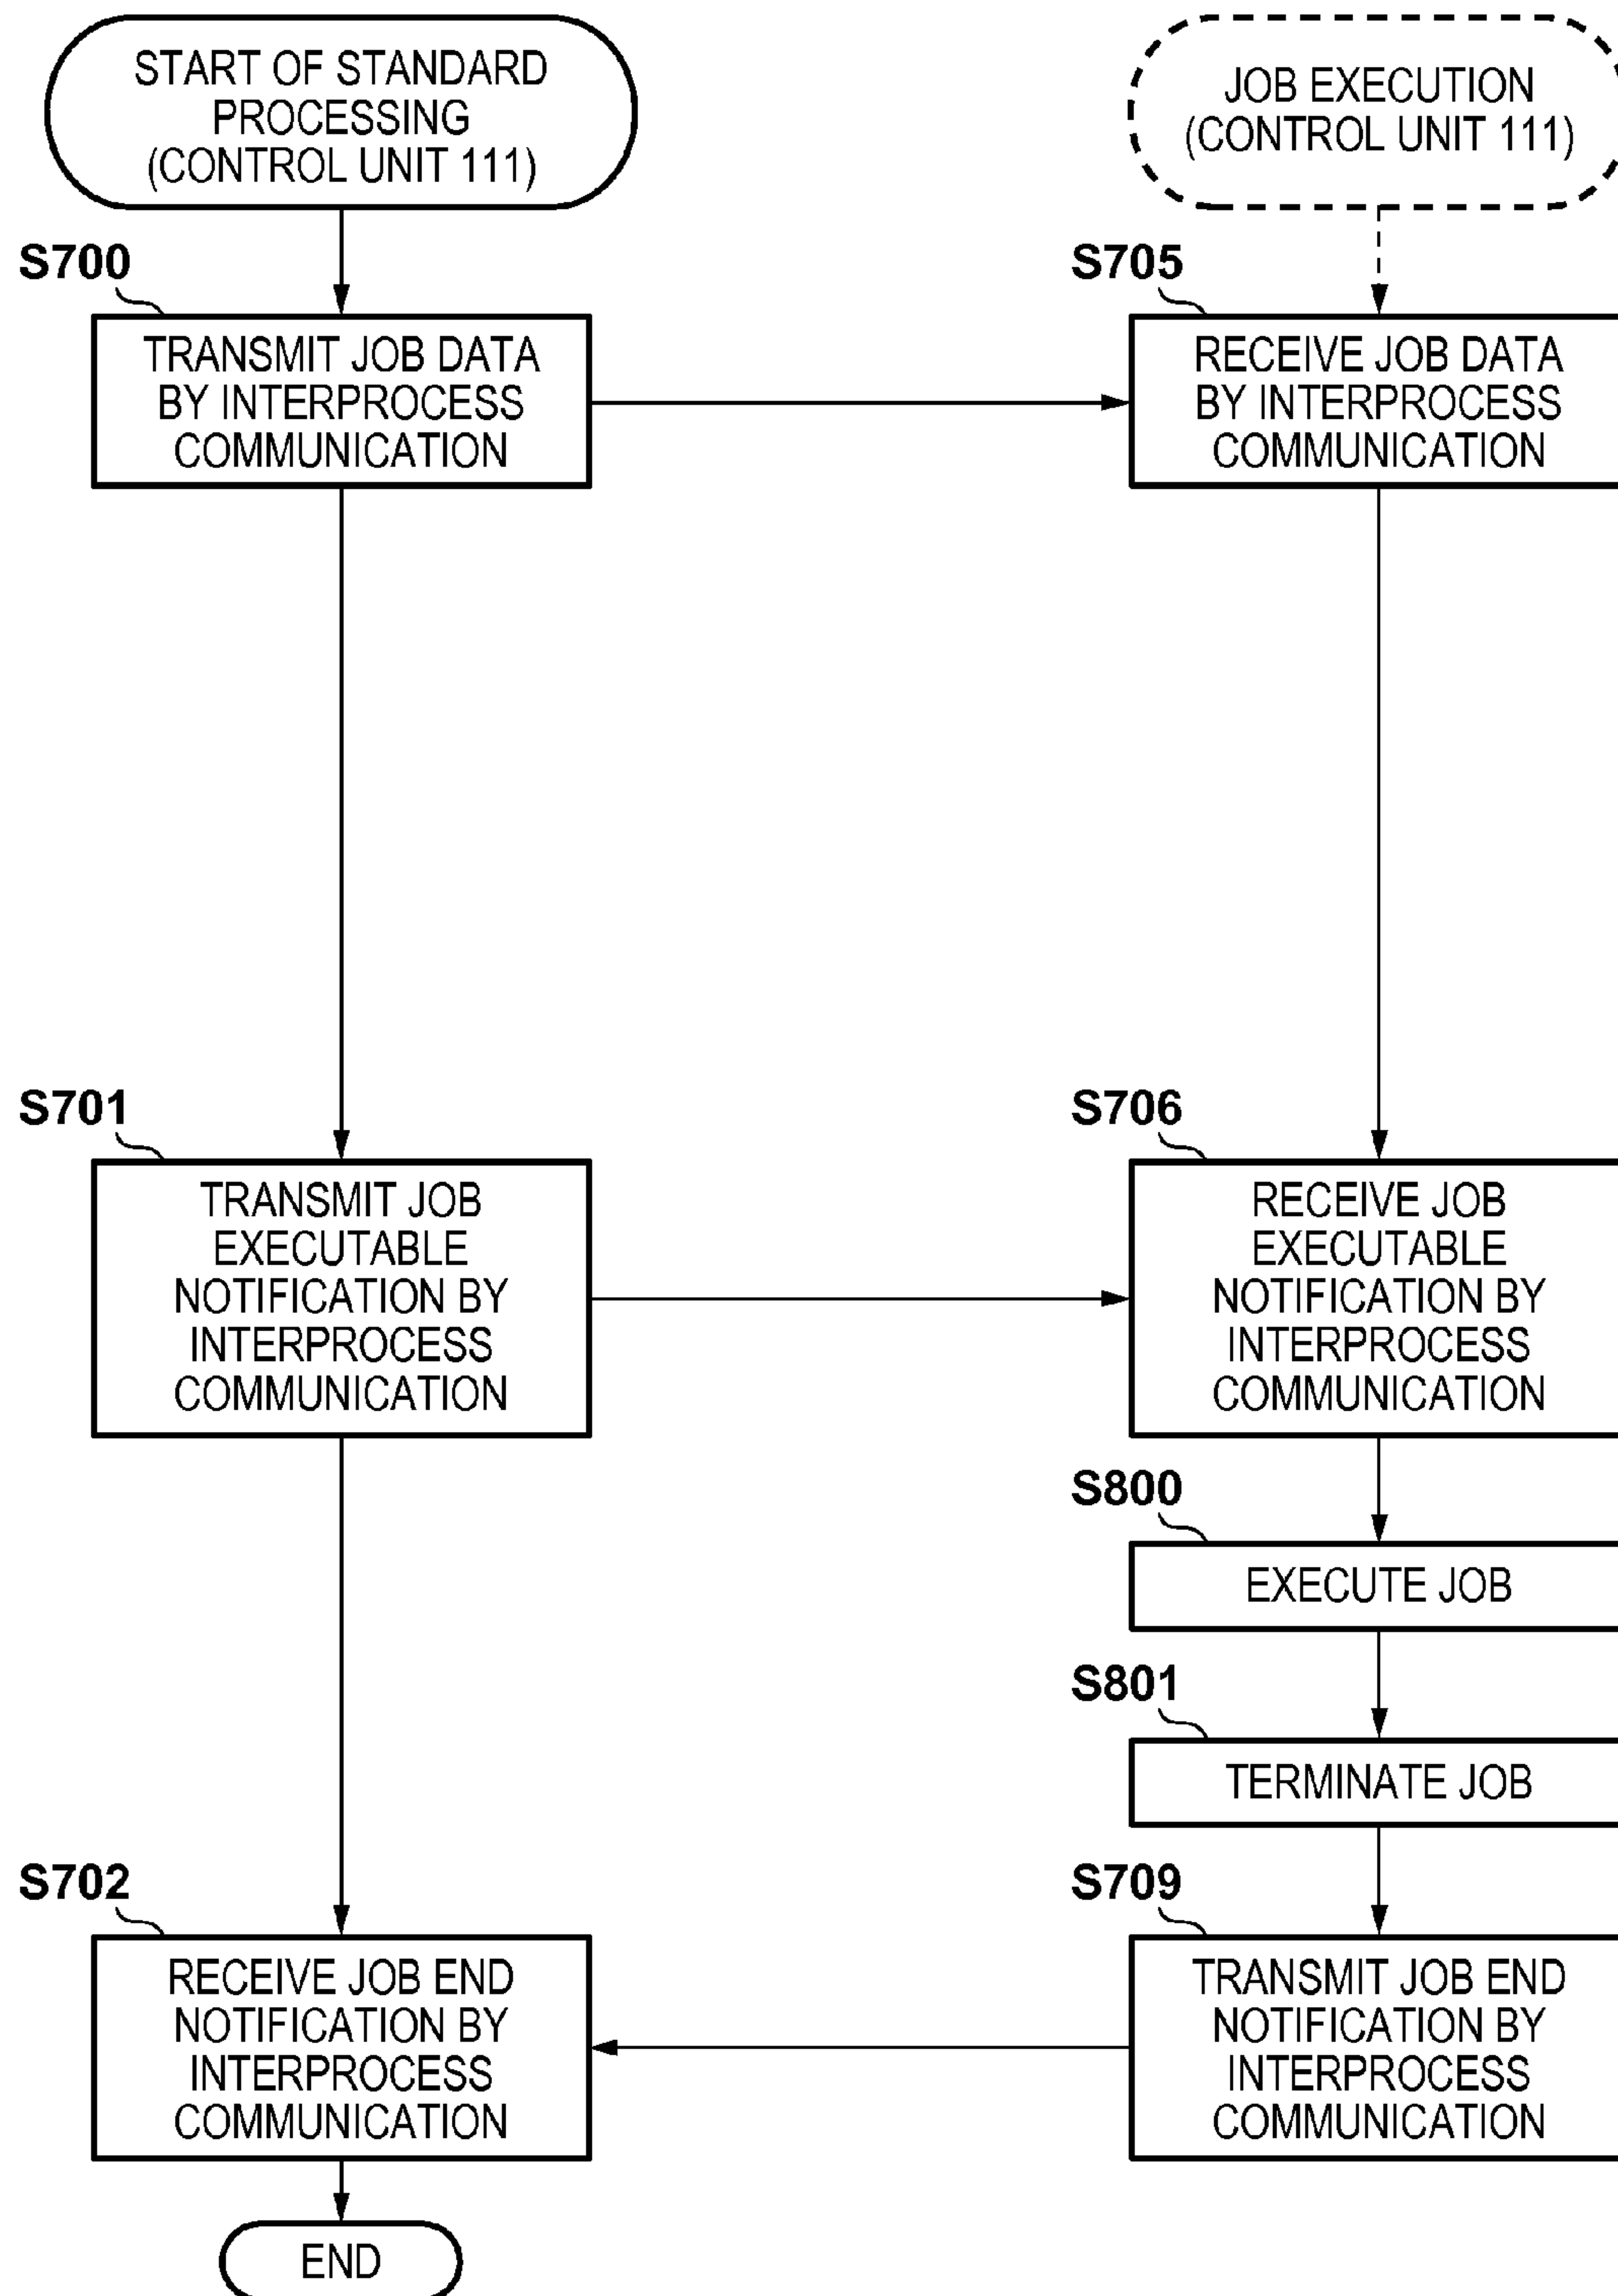 START OF STANDARD
PROCESSING
(CONTROL UNIT 111)
JOB EXECUTION
(CONTROL UNIT 111)
S700
TRANSMIT JOB DATA
BY INTERPROCESS
COMMUNICATION
S705
RECEIVE JOB DATA
BY INTERPROCESS
COMMUNICATION
S701
TRANSMIT JOB
EXECUTABLE
NOTIFICATION BY
INTERPROCESS
COMMUNICATION
S706
RECEIVE JOB
EXECUTABLE
NOTIFICATION BY
INTERPROCESS
COMMUNICATION
S800
EXECUTE JOB
S801
TERMINATE JOB
S702
RECEIVE JOB END
NOTIFICATION BY
INTERPROCESS
COMMUNICATION
S709
TRANSMIT JOB END
NOTIFICATION BY
INTERPROCESS
COMMUNICATION
END